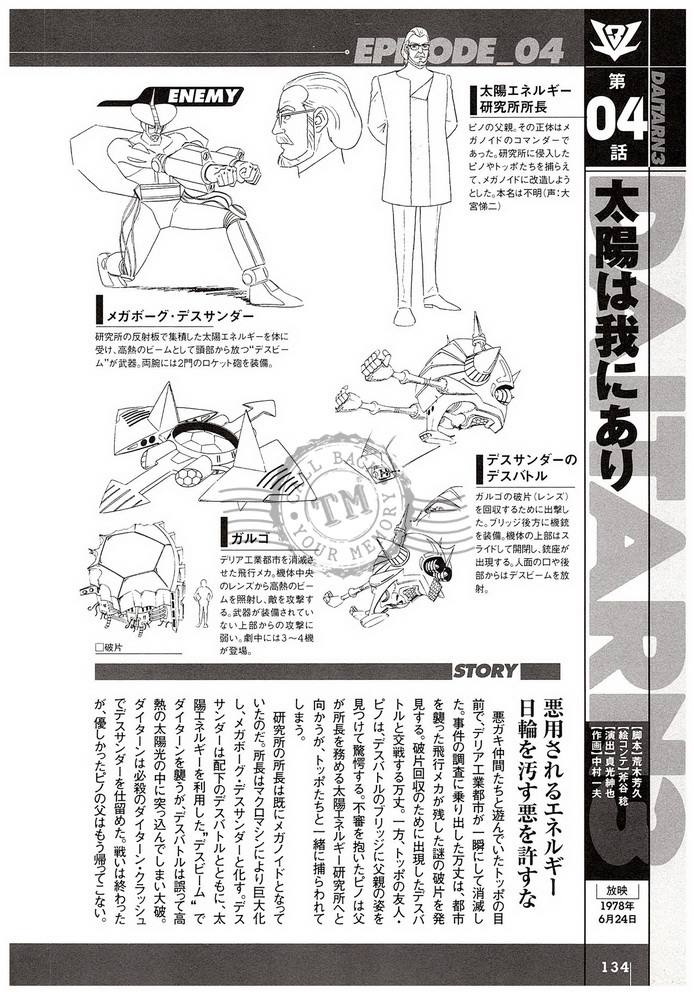 EPISODE_04
DAITARN3
第
04
話
太陽は我にあり
DAITARN3
ENEMY
太陽エネルギー
研究所所長
ピノの父親。その正体はメ
ガノイドのコマンダーで
あった。研究所に侵入した
ピノやトッポたちを捕らえ
て、メガノイドに改造しよう
とした。本名は不明（声：大
宮悌二）
メガボーグ・デスサンダー
研究所の反射板で集積した太陽エネルギーを体に
受け、高熱のビームとして頭部から放つ“デスビー
ム”が武器。両腕には2門のロケット砲を装備。
デスサンダーの
デスバトル
ガルゴの破片（レンズ）
を回収するために出撃し
た。ブリッジ後方に機銃
を装備。機体の上部はス
ライドして開閉し、銃座が
出現する。人面の口や後
部からはデスビームを放
射。
ガルゴ
デリア工業都市を消滅さ
せた飛行メカ。機体中央
のレンズから高熱のビー
ムを照射し、敵を攻撃す
る。武器が装備されてい
ない上部からの攻撃に
弱い。劇中には3〜4機
が登場。
□破片
TM
YOUR MEMORY
STORY
悪用されるエネルギー
日輪を汚す悪を許すな
悪ガキ仲間たちと遊んでいたトッポの目
前で、デリア工業都市が一瞬にして消滅し
た。事件の調査に乗り出した万丈は、都市
を襲った飛行メカが残した謎の破片を発
見する。破片回収のために出現したデスバ
トルと交戦する万丈。一方、トッポの友人・
ピノは、デスバトルのブリッジに父親の姿を
見つけて驚愕する。不審を抱いたピノは父
が所長を務める太陽エネルギー研究所へと
向かうが、トッポたちと一緒に捕らわれて
しまう。
研究所の所長は既にメガノイドとなって
いたのだ。所長はマクロマシンにより巨大化
し、メガボーグ・デスサンダーと化す。デス
サンダーは配下のデスバトルとともに、太
陽エネルギーを利用した“デスビーム”で
ダイターンを襲うが、デスバトルは誤って高
熱の太陽光の中に突っ込んでしまい大破。
ダイターンは必殺のダイターン・クラッシュ
でデスサンダーを仕留めた。戦いは終わった
が、優しかったピノの父はもう帰ってこない。
［脚本］荒木芳久
［絵コンテ］斧谷 稔
［演出］貞光紳也
［作画］中村一夫
放映
1978年
6月24日
134